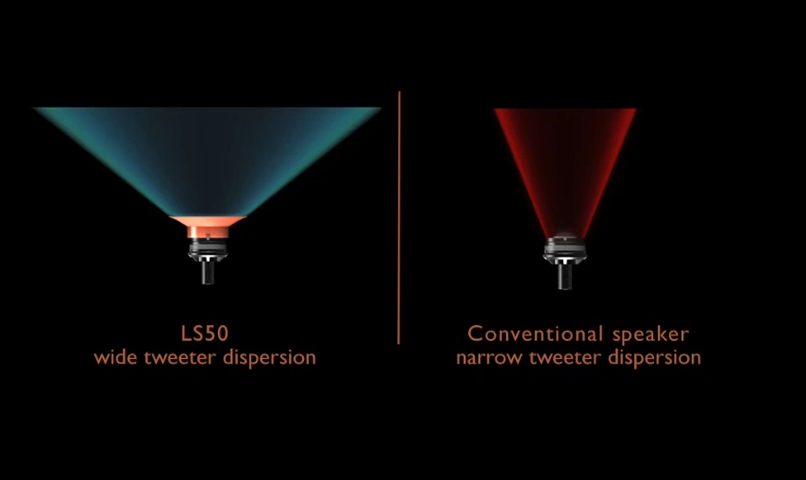 LS50
wide tweeter dispersion
Conventional speaker
narrow tweeter dispersion